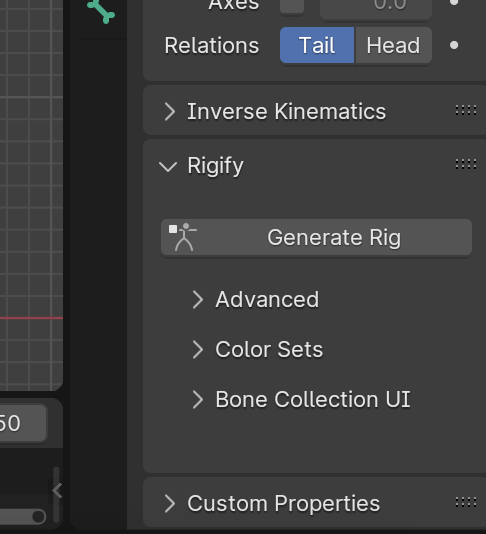 Axes 0.0
Relations Tail Head
Inverse Kinematics
Rigify
Generate Rig
Advanced
Color Sets
Bone Collection UI
50
Custom Properties